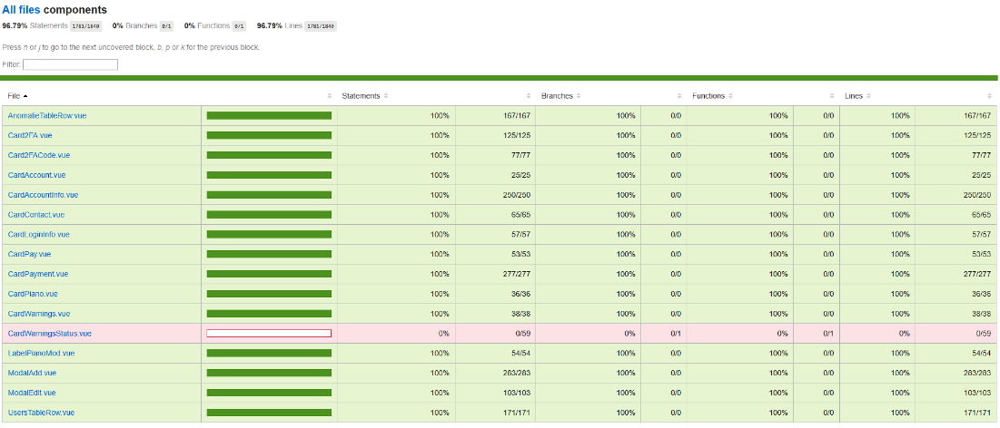 All files components
96.79% Statements 1781/1840 0% Branches 0/1 0% Functions 0/1 96.79% Lines 1781/1840
Press n or j to go to the next uncovered block, b, p or k for the previous block.
Filter:
File Statements Branches Functions Lines
AnomalieTableRow.vue 100% 167/167 100% 0/0 100% 0/0 100% 167/167
Card2FA.vue 100% 125/125 100% 0/0 100% 0/0 100% 125/125
Card2FACode.vue 100% 77/77 100% 0/0 100% 0/0 100% 77/77
CardAccount.vue 100% 25/25 100% 0/0 100% 0/0 100% 25/25
CardAccountInfo.vue 100% 250/250 100% 0/0 100% 0/0 100% 250/250
CardContact.vue 100% 65/65 100% 0/0 100% 0/0 100% 65/65
CardLoginInfo.vue 100% 57/57 100% 0/0 100% 0/0 100% 57/57
CardPay.vue 100% 53/53 100% 0/0 100% 0/0 100% 53/53
CardPayment.vue 100% 277/277 100% 0/0 100% 0/0 100% 277/277
CardPiano.vue 100% 36/36 100% 0/0 100% 0/0 100% 36/36
CardWarnings.vue 100% 38/38 100% 0/0 100% 0/0 100% 38/38
CardWarningsStatus.vue 0% 0/59 0% 0/1 0% 0/1 0% 0/59
LabelPianoMod.vue 100% 54/54 100% 0/0 100% 0/0 100% 54/54
ModalAdd.vue 100% 283/283 100% 0/0 100% 0/0 100% 283/283
ModalEdit.vue 100% 103/103 100% 0/0 100% 0/0 100% 103/103
UsersTableRow.vue 100% 171/171 100% 0/0 100% 0/0 100% 171/171